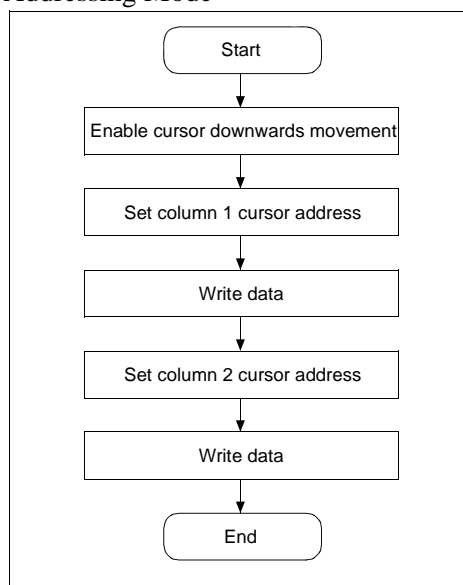 Addressing Mode
Start
Enable cursor downwards movement
Set column 1 cursor address
Write data
Set column 2 cursor address
Write data
End